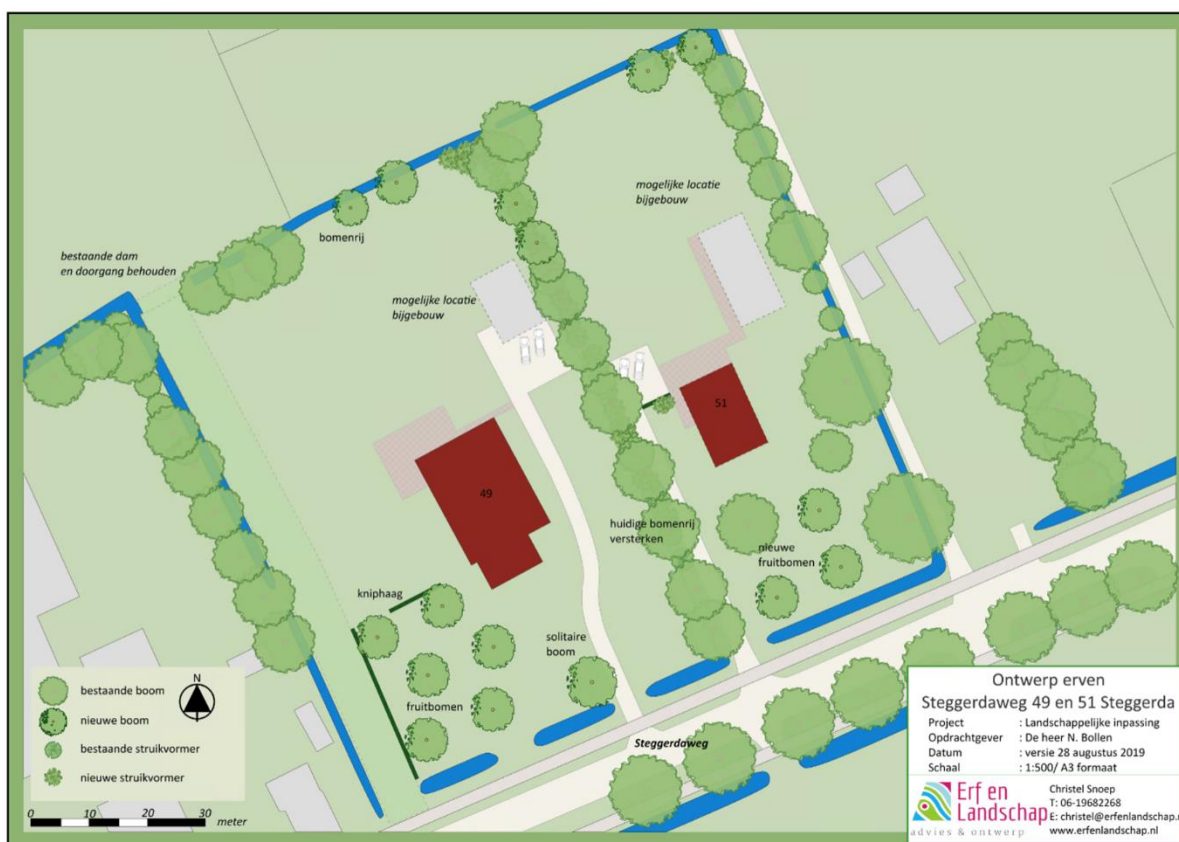 mogelijke locatie
bijgebouw
bomenrij
bestaande dam
en doorgang behouden
mogelijke locatie
bijgebouw
51
49
huidige bomenrij
versterken
nieuwe
fruitbomen
kniphaag
solitaire
boom
fruitbomen
Steggerdaweg
N
bestaande boom
nieuwe boom
bestaande struikvormer
nieuwe struikvormer
0 10 20 30
meter
Ontwerp erven
Steggerdaweg 49 en 51 Steggerda
Project : Landschappelijke inpassing
Opdrachtgever : De heer N. Bollen
Datum : versie 28 augustus 2019
Schaal : 1:500/ A3 formaat
Erf en
Landschap
advies & ontwerp
Christel Snoep
T: 06-19682268
E: christel@erfenlandschap.n
www.erfenlandschap.nl